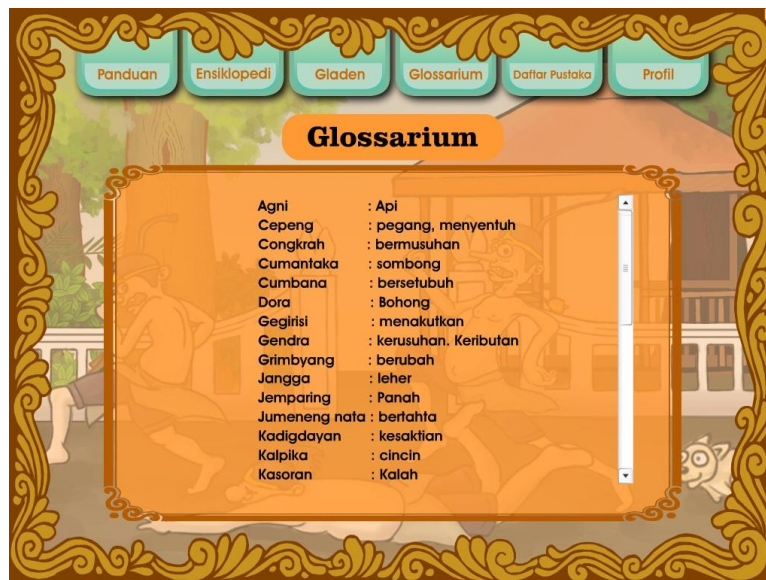 Panduan Ensiklopedi Gladen Glossarium Daftar Pustaka Profil
Glossarium
Agni : Api
Cepeng : pegang, menyentuh
Congkrah : bermusuhan
Cumantaka : sombong
Cumbana : bersetubuh
Dora : Bohong
Gegirisi : menakutkan
Gendra : kerusuhan. Keributan
Grimbyang : berubah
Jangga : leher
Jemparing : Panah
Jumeneng nata : bertahta
Kadigdayan : kesaktian
Kalpika : cincin
Kasoran : Kalah